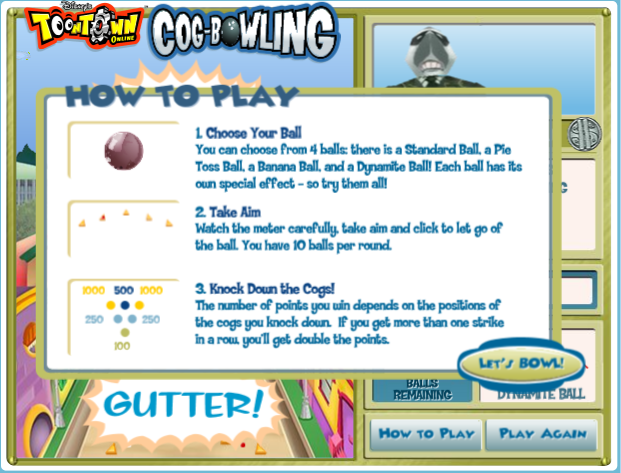 Disney's
TOONTOWN
ONLINE
COG-BOWLING
HOW TO PLAY
1. Choose Your Ball
You can choose from 4 balls: there is a Standard Ball, a Pie
Toss Ball, a Banana Ball, and a Dynamite Ball! Each ball has its
own special effect - so try them all!
2. Take Aim
Watch the meter carefully, take aim and click to let go of
the ball. You have 10 balls per round.
1000 500 1000
250 250
100
3. Knock Down the Cogs!
The number of points you win depends on the positions of
the cogs you knock down. If you get more than one strike
in a row, you'll get double the points.
LET'S BOWL!
GUTTER!
BALLS
REMAINING
DYNAMITE BALL
HOW TO PLAY
PLAY AGAIN